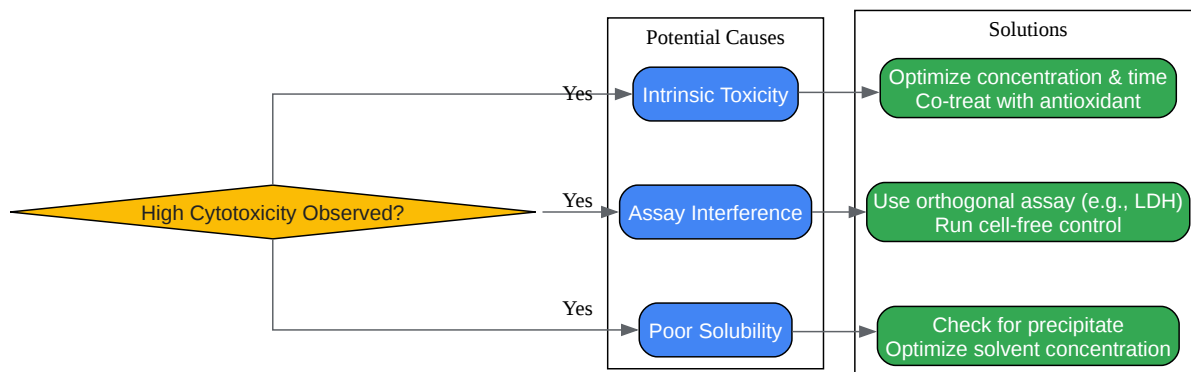 Potential Causes
Solutions
High Cytotoxicity Observed?
Yes
Intrinsic Toxicity
Optimize concentration & time
Co-treat with antioxidant
Yes
Assay Interference
Use orthogonal assay (e.g., LDH)
Run cell-free control
Yes
Poor Solubility
Check for precipitate
Optimize solvent concentration